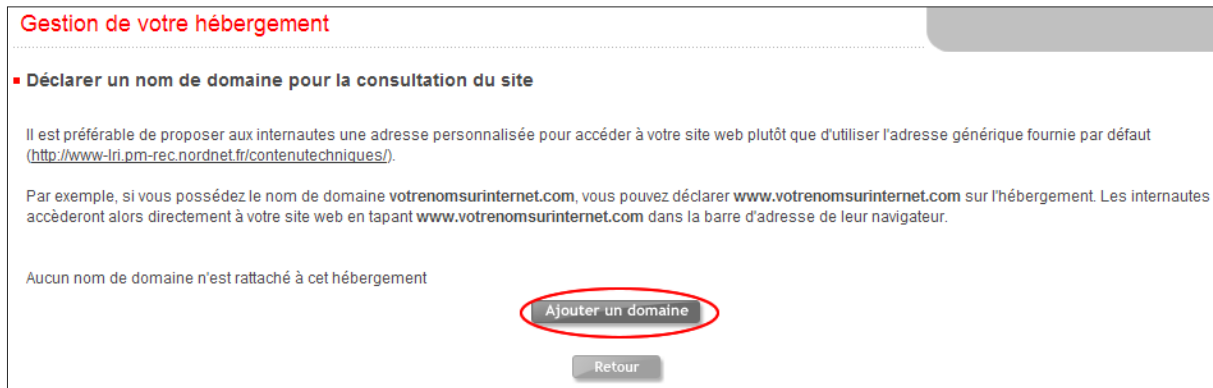 Gestion de votre hébergement
Déclarer un nom de domaine pour la consultation du site
Il est préférable de proposer aux internautes une adresse personnalisée pour accéder à votre site web plutôt que d'utiliser l'adresse générique fournie par défaut
(http://www-lri.pm-rec.nordnet.fr/contenutechniques/).
Par exemple, si vous possédez le nom de domaine votrenomsurinternet.com, vous pouvez déclarer www.votrenomsurinternet.com sur l'hébergement. Les internautes
accèderont alors directement à votre site web en tapant www.votrenomsurinternet.com dans la barre d'adresse de leur navigateur.
Aucun nom de domaine n'est rattaché à cet hébergement
Ajouter un domaine
Retour